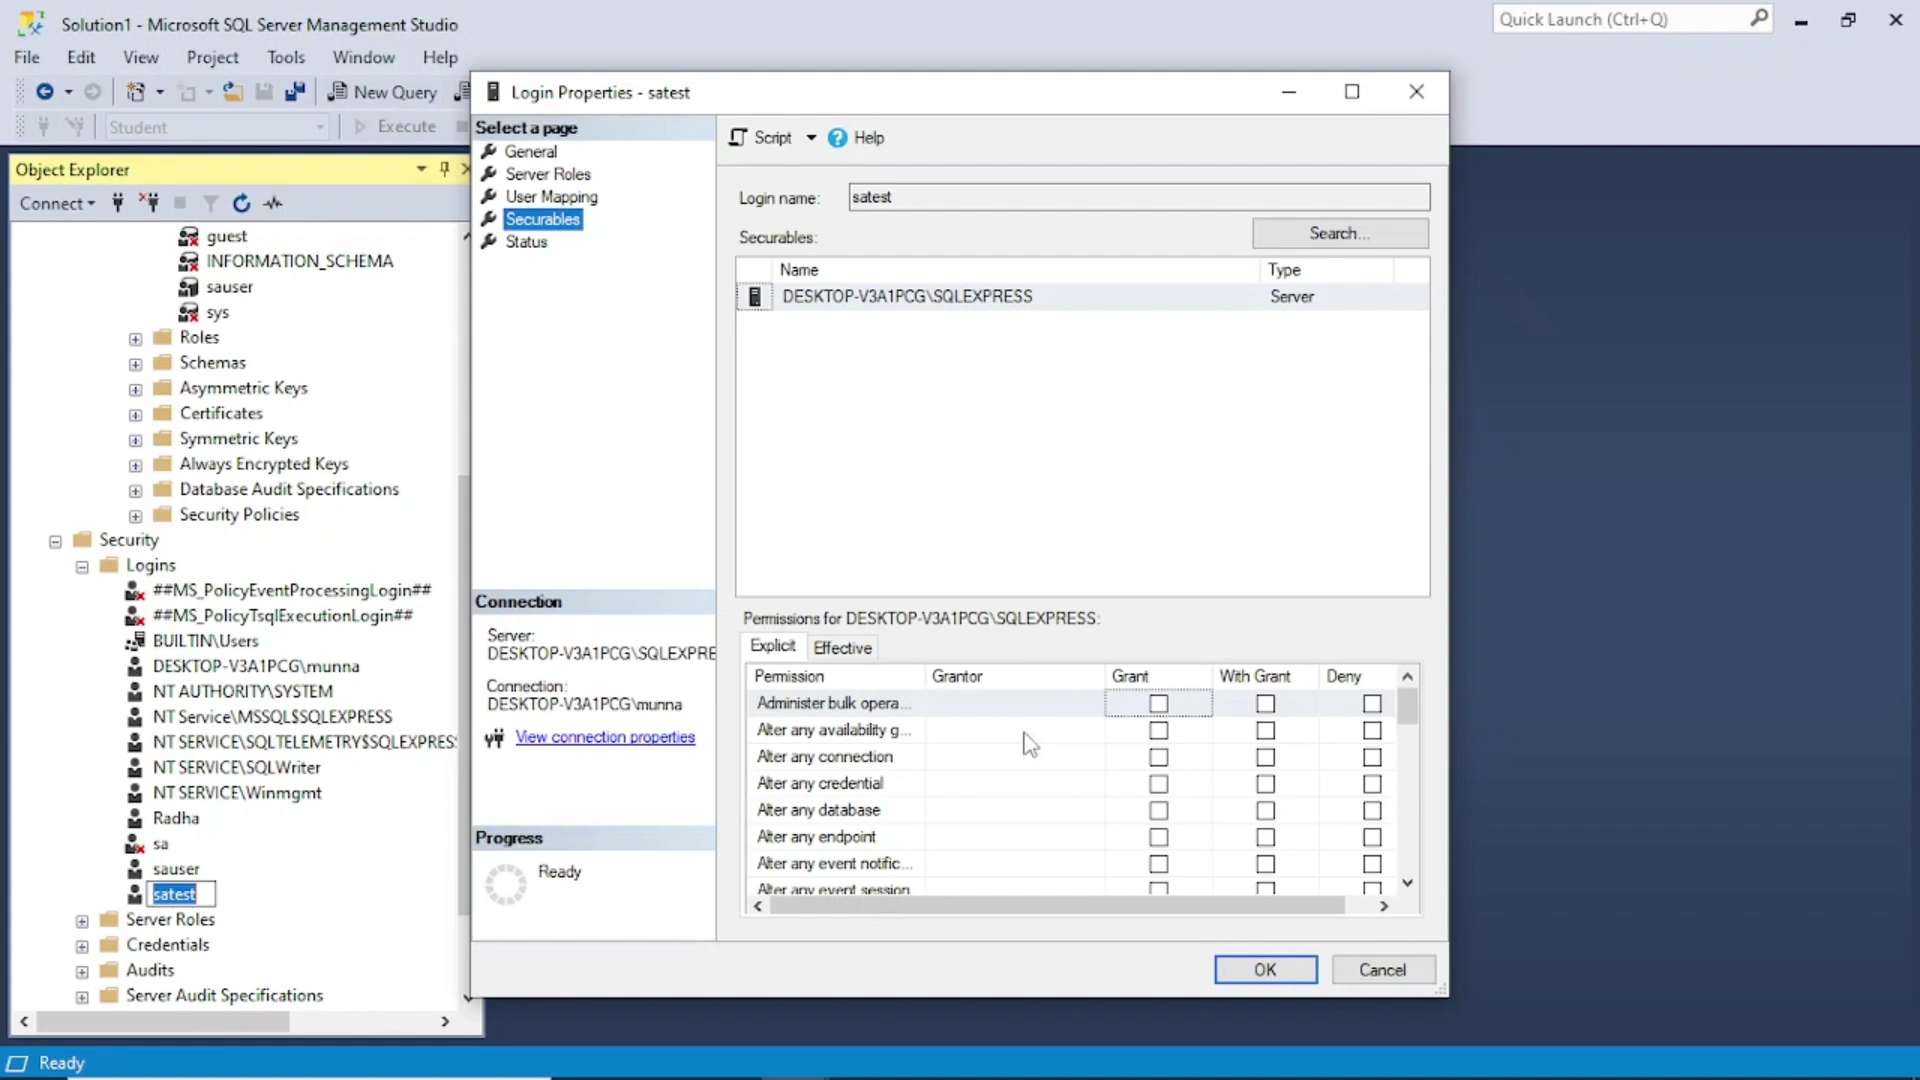 Solution1 - Microsoft SQL Server Management Studio
Quick Launch (Ctrl+Q)
File Edit View Project Tools Window Help
New Query
Student
Execute
Object Explorer
Connect
guest
INFORMATION_SCHEMA
sauser
sys
Roles
Schemas
Asymmetric Keys
Certificates
Symmetric Keys
Always Encrypted Keys
Database Audit Specifications
Security Policies
Security
Logins
##MS_PolicyEventProcessingLogin##
##MS_PolicyTsqlExecutionLogin##
BUILTIN\Users
DESKTOP-V3A1PCG\munna
NT AUTHORITY\SYSTEM
NT Service\MSSQL$SQLEXPRESS
NT SERVICE\SQLTELEMETRY$SQLEXPRES
NT SERVICE\SQLWriter
NT SERVICE\Winmgmt
Radha
sa
sauser
satest
Server Roles
Credentials
Audits
Server Audit Specifications
Login Properties - satest
Select a page
General
Server Roles
User Mapping
Securables
Status
Connection
Server:
DESKTOP-V3A1PCG\SQLEXPRE
Connection:
DESKTOP-V3A1PCG\munna
View connection properties
Progress
Ready
Script Help
Login name: satest
Securables: Search...
Name Type
DESKTOP-V3A1PCG\SQLEXPRESS Server
Permissions for DESKTOP-V3A1PCG\SQLEXPRESS:
Explicit Effective
Permission Grantor Grant With Grant Deny
Administer bulk opera...
Alter any availability g...
Alter any connection
Alter any credential
Alter any database
Alter any endpoint
Alter any event notific...
Alter any event session
OK Cancel
Ready